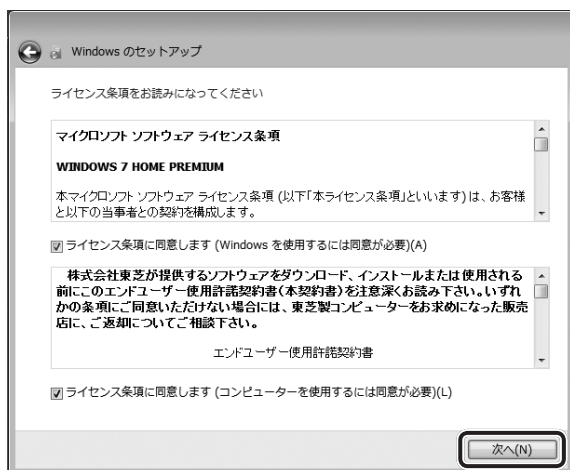 Windows のセットアップ
ライセンス条項をお読みになってください
マイクロソフト ソフトウェア ライセンス条項
WINDOWS 7 HOME PREMIUM
本マイクロソフト ソフトウェア ライセンス条項 (以下「本ライセンス条項」といいます) は、お客様
と以下の当事者との契約を構成します。
ライセンス条項に同意します (Windows を使用するには同意が必要)(A)
株式会社東芝が提供するソフトウェアをダウンロード、インストールまたは使用される
前にこのエンドユーザー使用許諾契約書(本契約書)を注意深くお読み下さい。いずれ
かの条項にご同意いただけない場合には、東芝製コンピューターをお求めになった販売
店に、ご返却についてご相談下さい。
エンドユーザー使用許諾契約書
ライセンス条項に同意します (コンピューターを使用するには同意が必要)(L)
次へ(N)